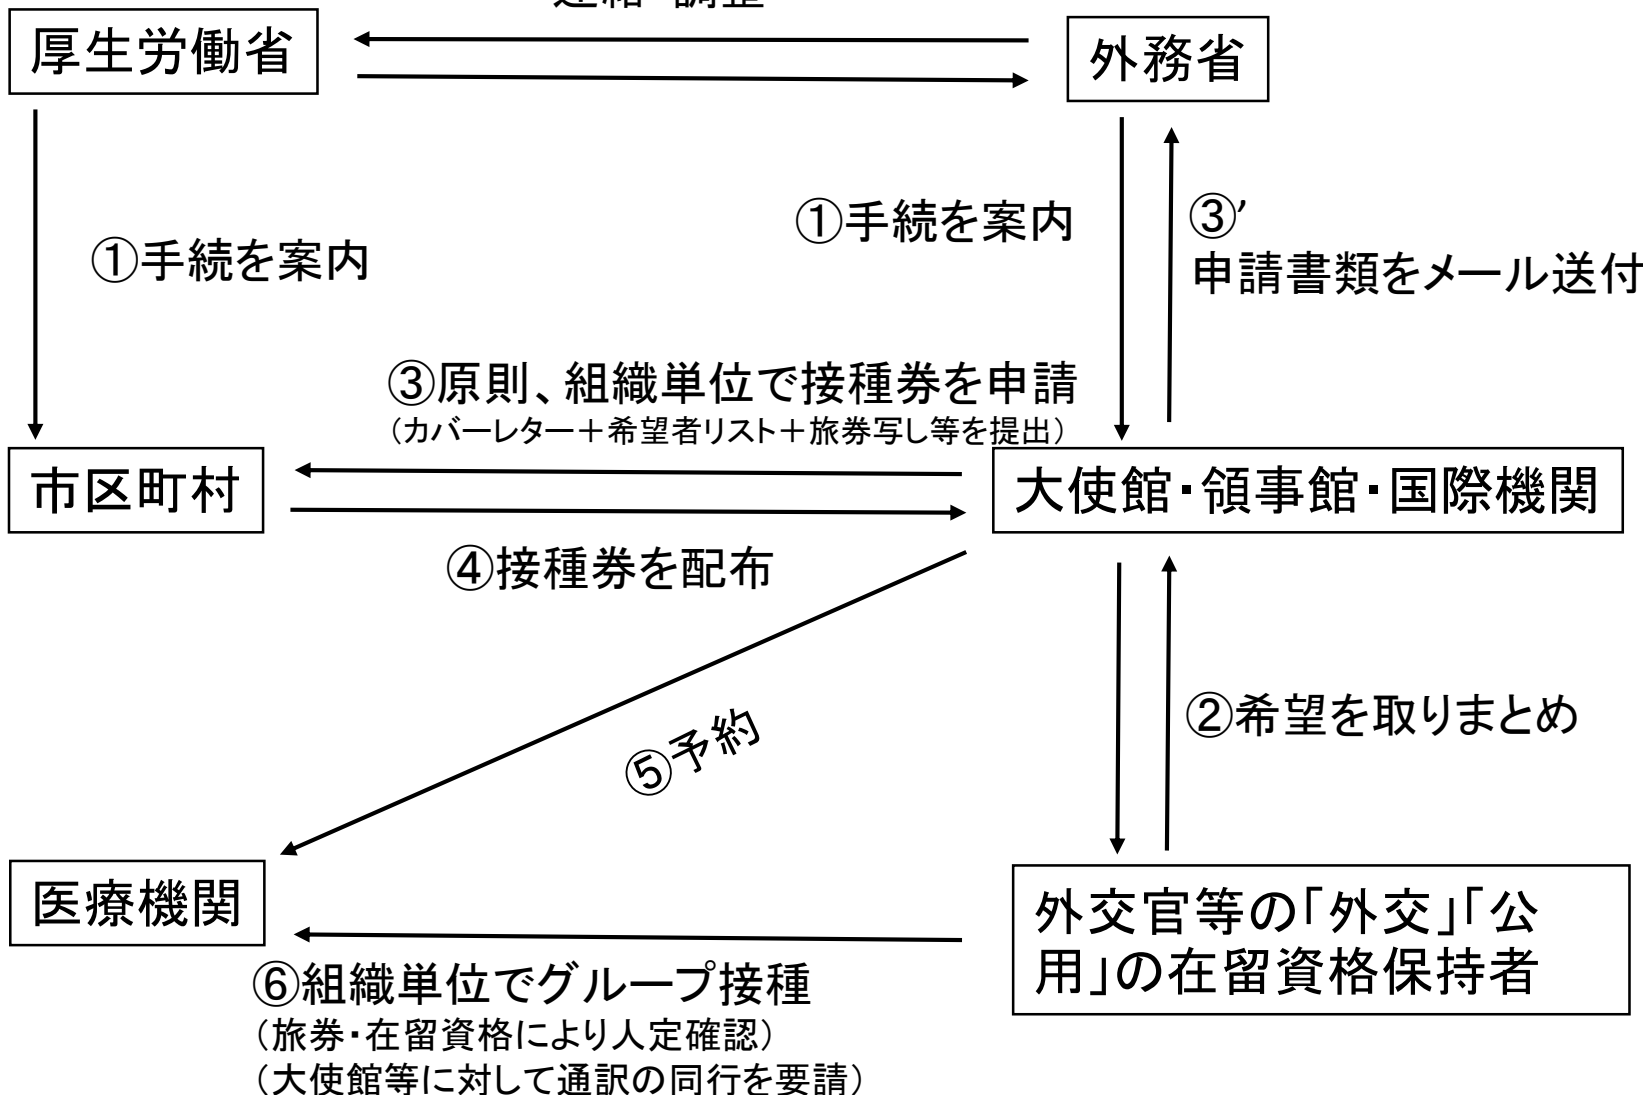 連絡・調整
厚生労働省
外務省
①手続を案内
①手続を案内
③’
申請書類をメール送付
③原則、組織単位で接種券を申請
（カバーレター＋希望者リスト＋旅券写し等を提出）
市区町村
大使館・領事館・国際機関
④接種券を配布
②希望を取りまとめ
⑤予約
医療機関
外交官等の「外交」「公
用」の在留資格保持者
⑥組織単位でグループ接種
（旅券・在留資格により人定確認）
（大使館等に対して通訳の同行を要請）